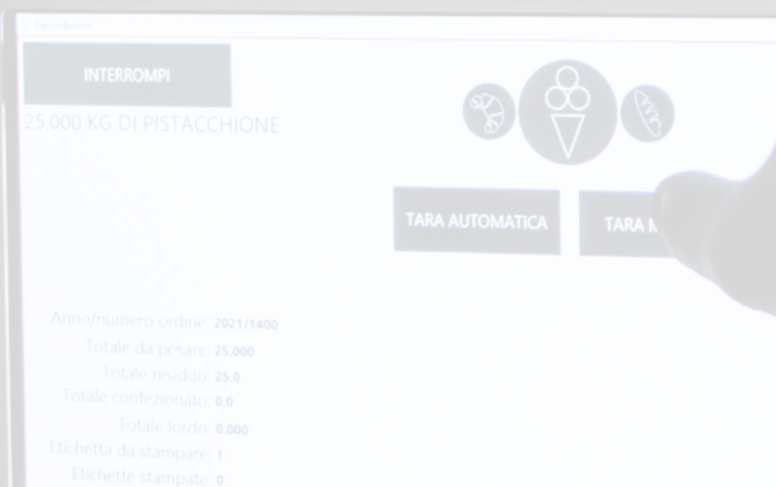 INTERROMPI
25,000 KG DI PISTACCHIONE
TARA AUTOMATICA
TARA
Anno/numero ordine: 2021/1400
Totale da pesare: 25,000
Totale residuo: 25.0
Totale confezionato: 0.0
Totale lordo: 0.000
Etichetta da stampare: 1
Etichette stampate: 0